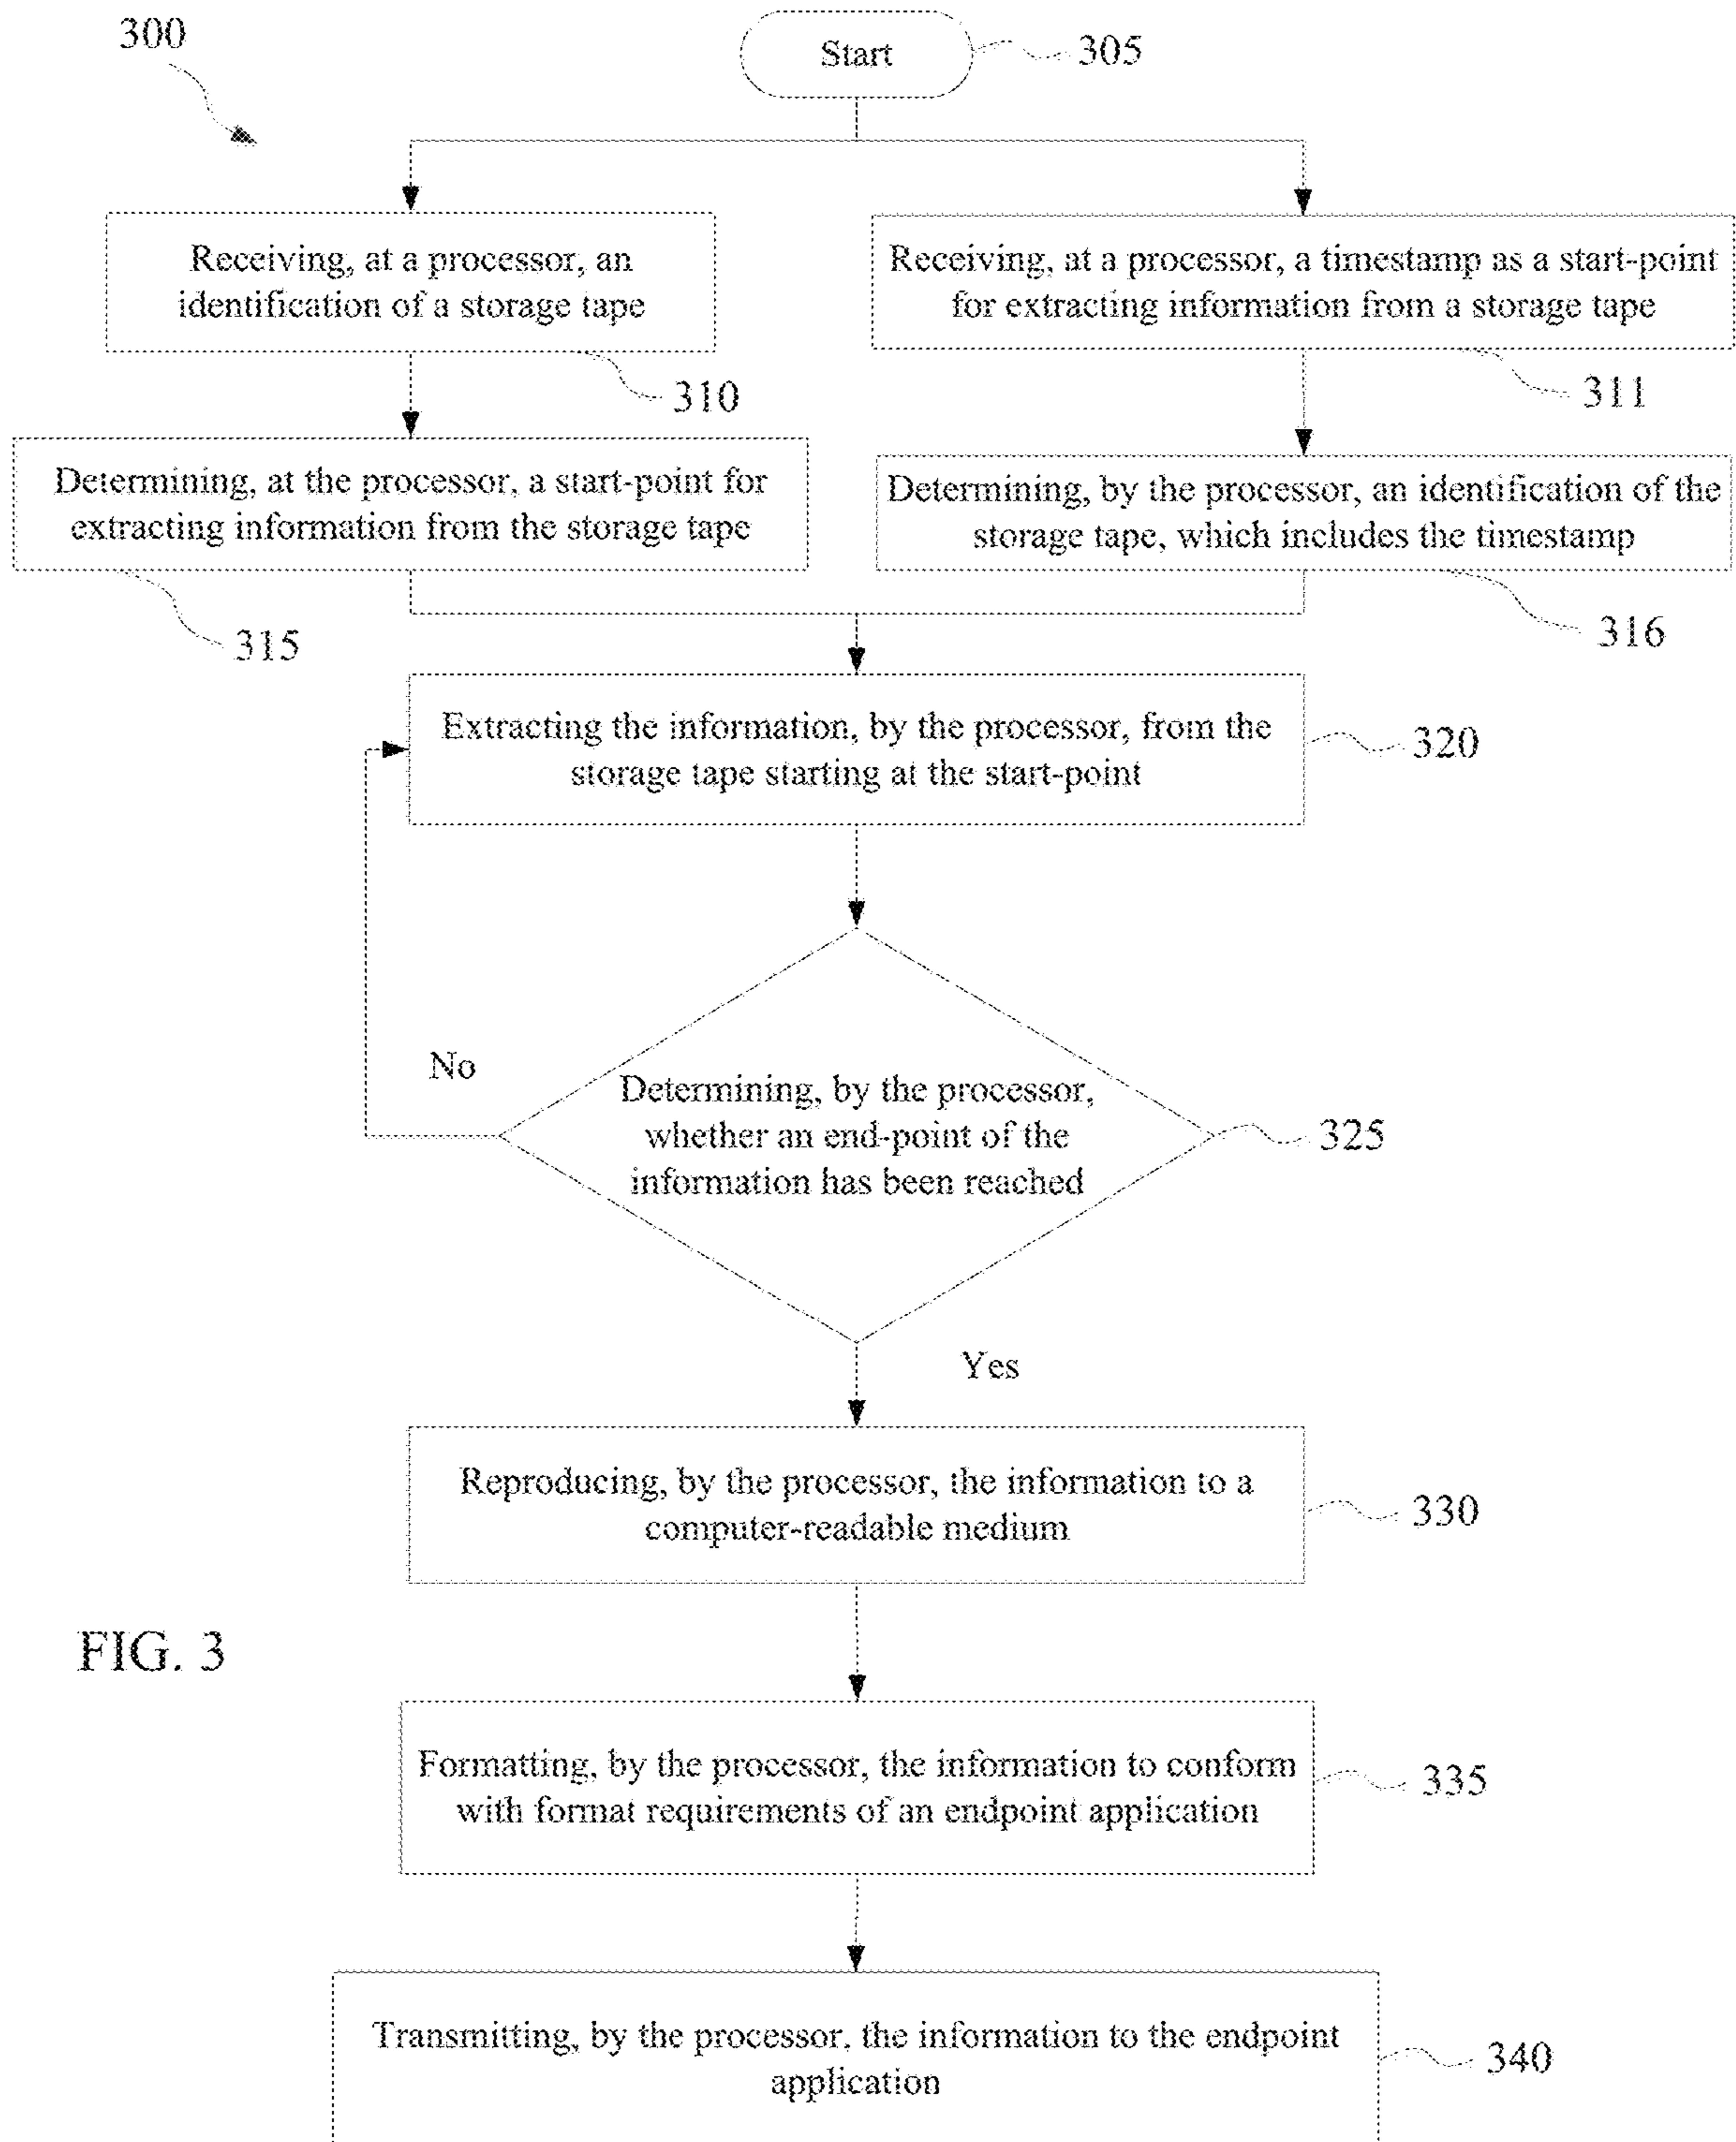 300
Start
305
Receiving, at a processor, an
identification of a storage tape
310
Receiving, at a processor, a timestamp as a start-point
for extracting information from a storage tape
311
Determining, at the processor, a start-point for
extracting information from the storage tape
315
Determining, by the processor, an identification of the
storage tape, which includes the timestamp
316
Extracting the information, by the processor, from the
storage tape starting at the start-point
320
No
Determining, by the processor,
whether an end-point of the
information has been reached
325
Yes
Reproducing, by the processor, the information to a
computer-readable medium
330
FIG. 3
Formatting, by the processor, the information to conform
with format requirements of an endpoint application
335
Transmitting, by the processor, the information to the endpoint
application
340